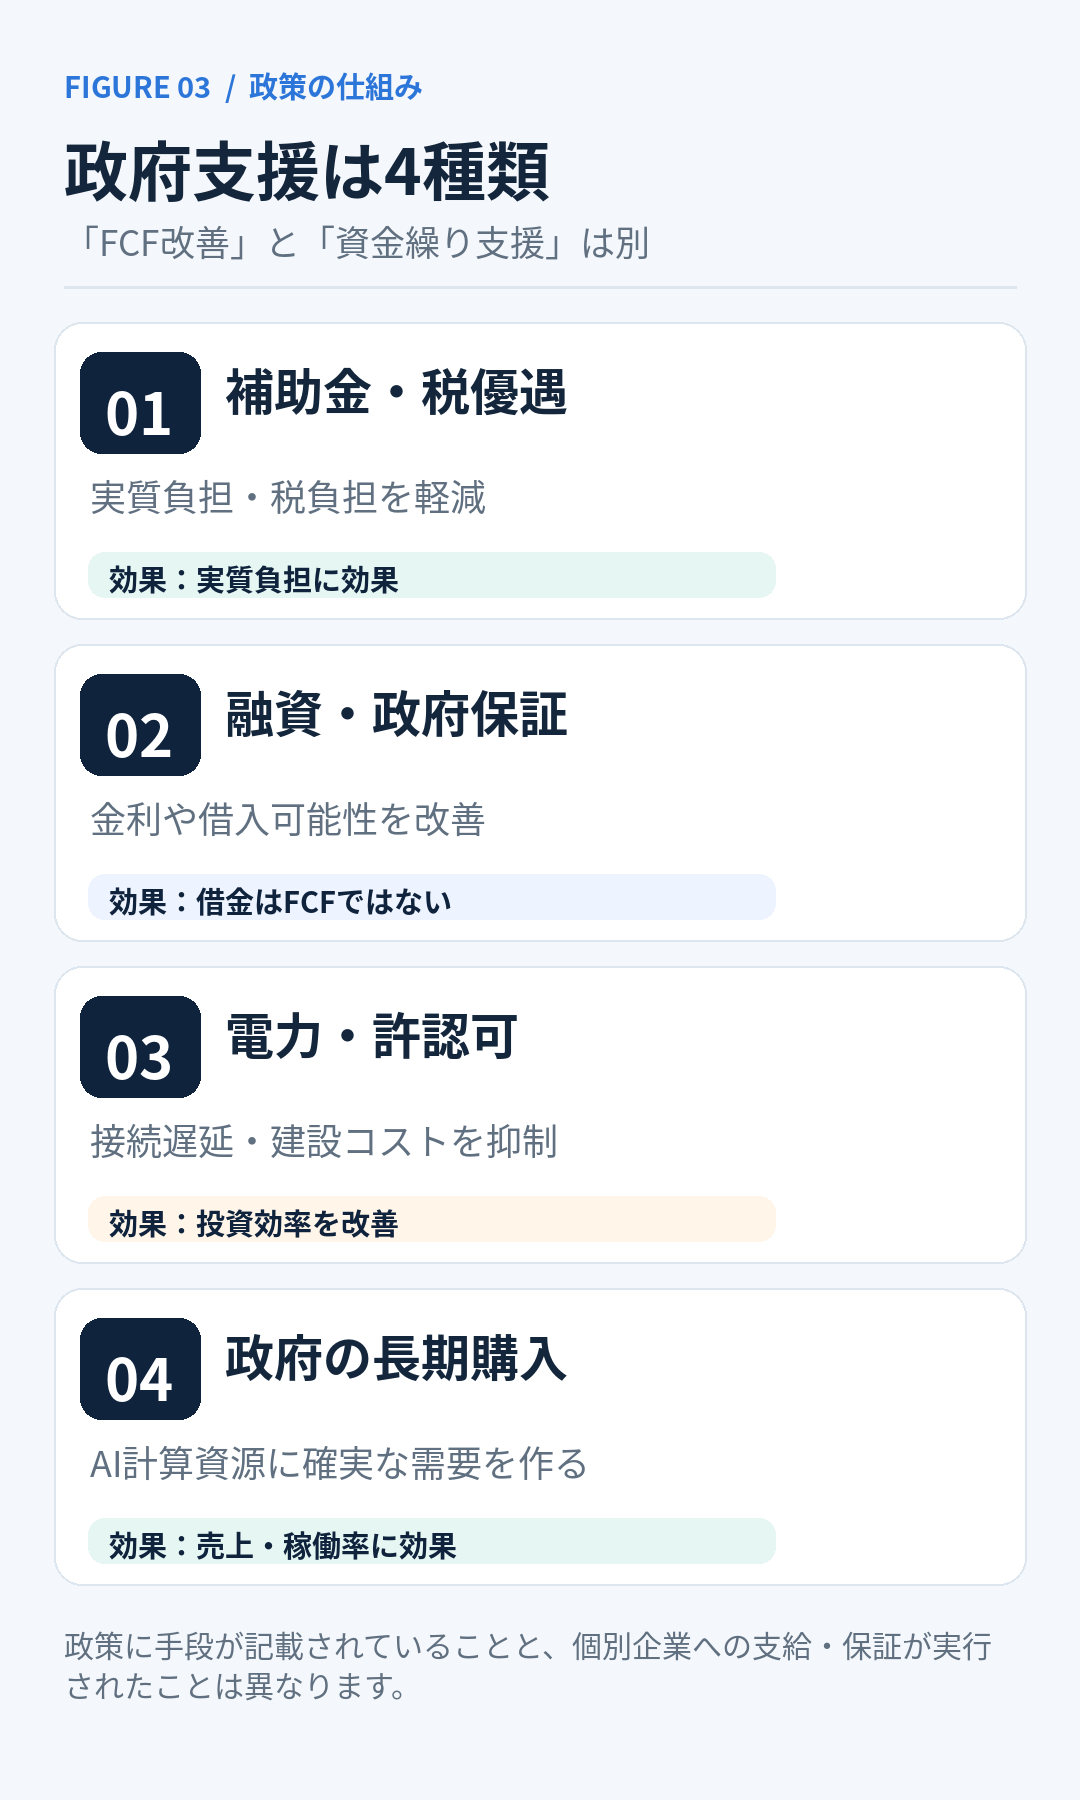 FIGURE 03 / 政策の仕組み
政府支援は4種類
「FCF改善」と「資金繰り支援」は別
01 補助金・税優遇
実質負担・税負担を軽減
効果：実質負担に効果
02 融資・政府保証
金利や借入可能性を改善
効果：借金はFCFではない
03 電力・許認可
接続遅延・建設コストを抑制
効果：投資効率を改善
04 政府の長期購入
AI計算資源に確実な需要を作る
効果：売上・稼働率に効果
政策に手段が記載されていることと、個別企業への支給・保証が実行
されたことは異なります。